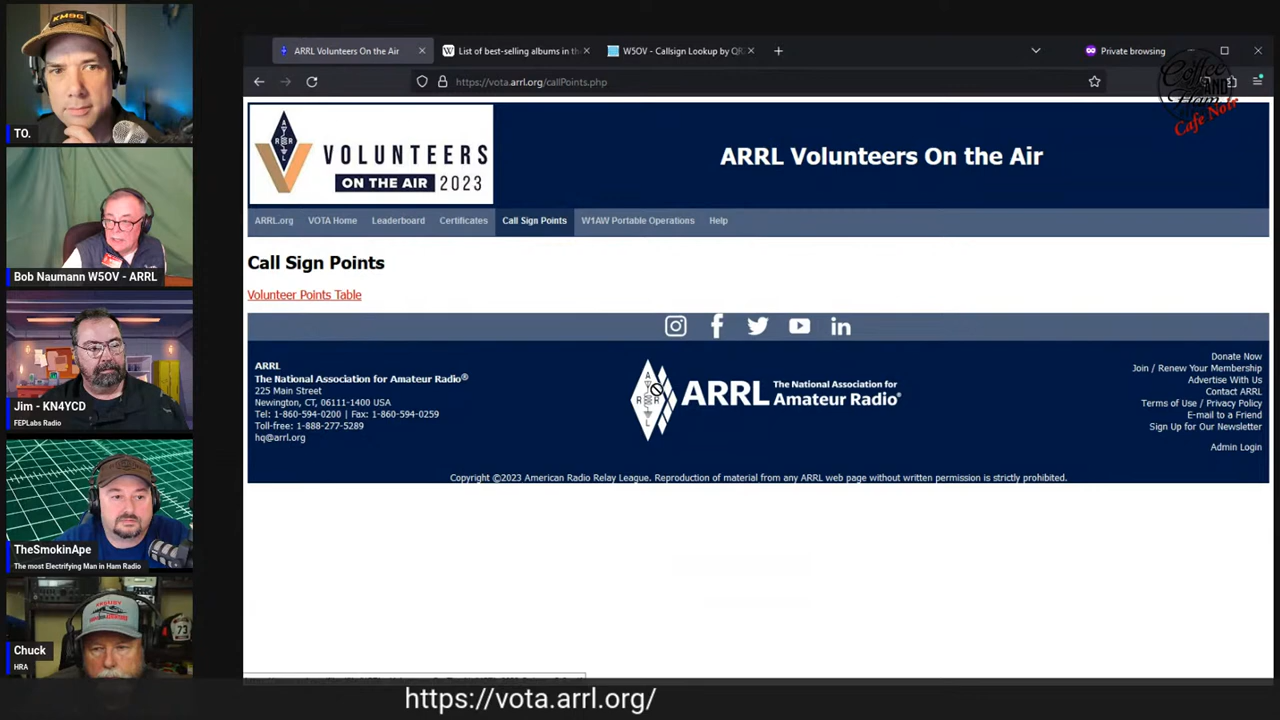 KM9G
TO.
Bob Naumann W5OV - ARRL
Jim - KN4YCD
FEPLabs Radio
TheSmokinApe
The most Electrifying Man in Ham Radio
73
Chuck
HRA
ARRL Volunteers On the Air
List of best-selling albums in th
W5OV - Callsign Lookup by QR
Private browsing
https://vota.arrl.org/callPoints.php
Coffee
AND
Ham
Cafe Noir
A
R R
L
VOLUNTEERS
ON THE AIR 2023
ARRL Volunteers On the Air
ARRL.org VOTA Home Leaderboard Certificates Call Sign Points W1AW Portable Operations Help
Call Sign Points
Volunteer Points Table
ARRL
The National Association for Amateur Radio®
225 Main Street
Newington, CT, 06111-1400 USA
Tel: 1-860-594-0200 | Fax: 1-860-594-0259
Toll-free: 1-888-277-5289
hq@arrl.org
A
R R
L
ARRL The National Association for
Amateur Radio®
Donate Now
Join / Renew Your Membership
Advertise With Us
Contact ARRL
Terms of Use / Privacy Policy
E-mail to a Friend
Sign Up for Our Newsletter
Admin Login
Copyright ©2023 American Radio Relay League. Reproduction of material from any ARRL web page without written permission is strictly prohibited.
https://vota.arrl.org/